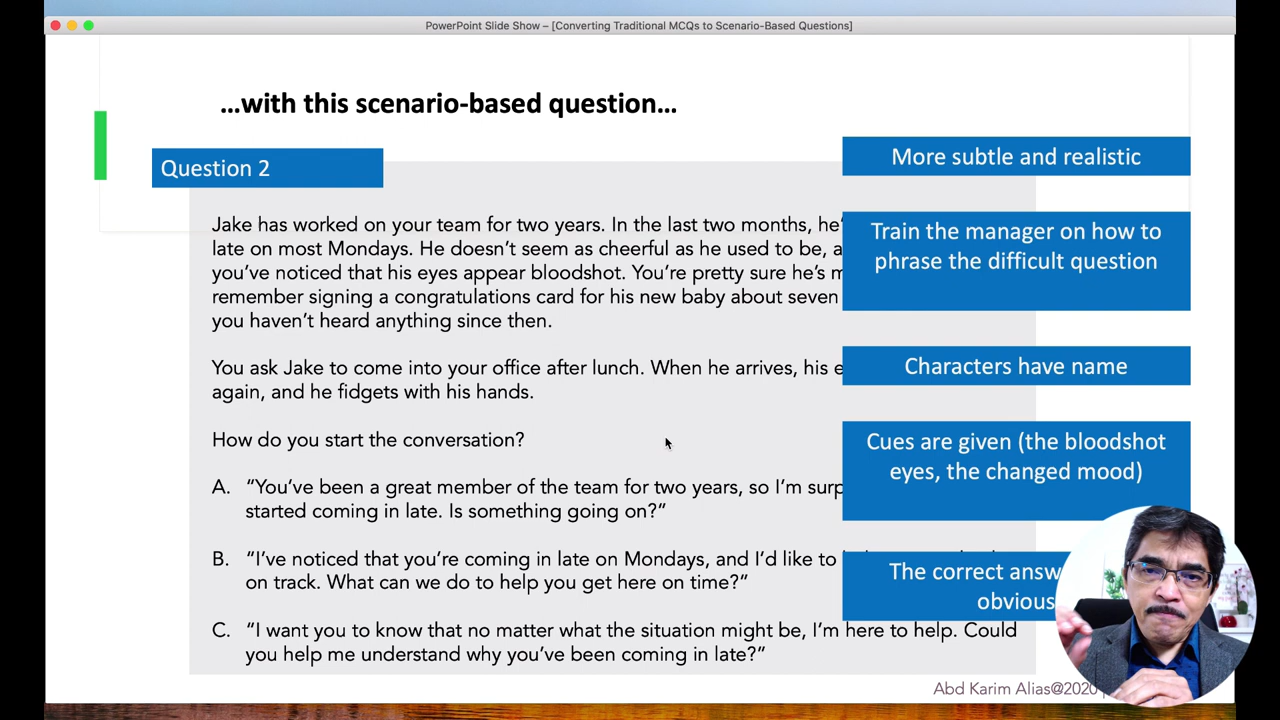 PowerPoint Slide Show – [Converting Traditional MCQs to Scenario-Based Questions]
…with this scenario-based question…
Question 2
Jake has worked on your team for two years. In the last two months,
late on most Mondays. He doesn’t seem as cheerful as he used to be,
you’ve noticed that his eyes appear bloodshot. You’re pretty sure he’s
remember signing a congratulations card for his new baby about seven
you haven’t heard anything since then.
You ask Jake to come into your office after lunch. When he arrives, his
again, and he fidgets with his hands.
How do you start the conversation?
A. “You’ve been a great member of the team for two years, so I’m
started coming in late. Is something going on?”
B. “I’ve noticed that you’re coming in late on Mondays, and I’d like to
on track. What can we do to help you get here on time?”
C. “I want you to know that no matter what the situation might be, I’m here to help. Could
you help me understand why you’ve been coming in late?”
More subtle and realistic
Train the manager on how to
phrase the difficult question
Characters have name
Cues are given (the bloodshot
eyes, the changed mood)
The correct
obvious
Abd Karim Alias@2020